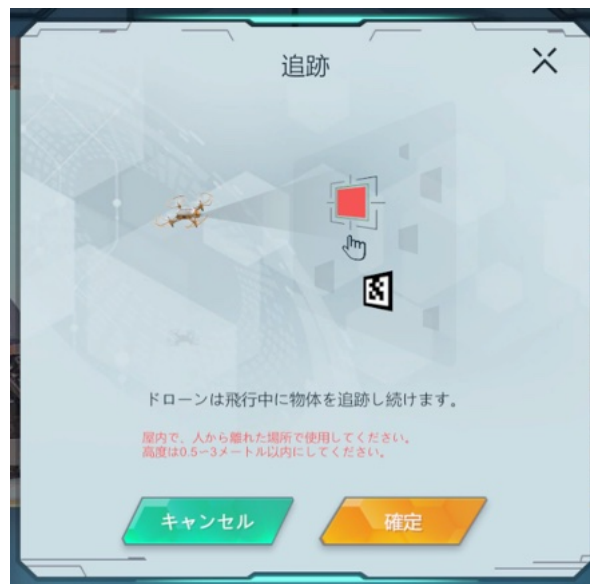 追跡
ドローンは飛行中に物体を追跡し続けます。
屋内で、人から離れた場所で使用してください。
高度は0.5−3メートル以内にしてください。
キャンセル
確定